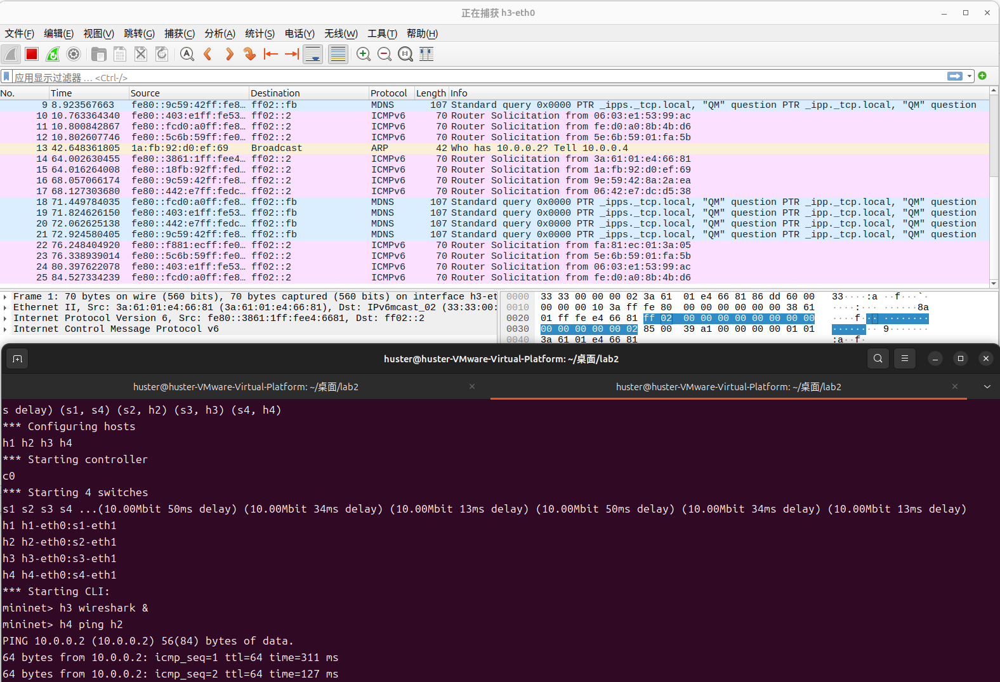 正在捕获 h3-eth0
文件(F) 编辑(E) 视图(V) 跳转(G) 捕获(C) 分析(A) 统计(S) 电话(Y) 无线(W) 工具(T) 帮助(H)
应用显示过滤器 … <Ctrl-/>
No. Time Source Destination Protocol Length Info
9 8.923567663 fe80::9c59:42ff:fe8… ff02::fb MDNS 107 Standard query 0x0000 PTR _ipps._tcp.local, "QM" question PTR _ipp._tcp.local, "QM" question
10 10.763364340 fe80::403:e1ff:fe53… ff02::2 ICMPv6 70 Router Solicitation from 06:03:e1:53:99:ac
11 10.800842867 fe80::fcd0:a0ff:fe8… ff02::2 ICMPv6 70 Router Solicitation from fe:d0:a0:8b:4b:d6
12 10.802607746 fe80::5c6b:59ff:fe0… ff02::2 ICMPv6 70 Router Solicitation from 5e:6b:59:01:fa:5b
13 42.648361805 1a:fb:92:d0:ef:69 Broadcast ARP 42 Who has 10.0.0.2? Tell 10.0.0.4
14 64.002630455 fe80::3861:1ff:fee4… ff02::2 ICMPv6 70 Router Solicitation from 3a:61:01:e4:66:81
15 64.016264008 fe80::18fb:92ff:fed… ff02::2 ICMPv6 70 Router Solicitation from 1a:fb:92:d0:ef:69
16 68.057066174 fe80::9c59:42ff:fe8… ff02::2 ICMPv6 70 Router Solicitation from 9e:59:42:8a:2a:ea
17 68.127303680 fe80::442:e7ff:fedc… ff02::2 ICMPv6 70 Router Solicitation from 06:42:e7:dc:d5:38
18 71.449784035 fe80::fcd0:a0ff:fe8… ff02::fb MDNS 107 Standard query 0x0000 PTR _ipps._tcp.local, "QM" question PTR _ipp._tcp.local, "QM" question
19 71.824626150 fe80::403:e1ff:fe53… ff02::fb MDNS 107 Standard query 0x0000 PTR _ipps._tcp.local, "QM" question PTR _ipp._tcp.local, "QM" question
20 72.062625138 fe80::442:e7ff:fedc… ff02::fb MDNS 107 Standard query 0x0000 PTR _ipps._tcp.local, "QM" question PTR _ipp._tcp.local, "QM" question
21 72.924580405 fe80::9c59:42ff:fe8… ff02::fb MDNS 107 Standard query 0x0000 PTR _ipps._tcp.local, "QM" question PTR _ipp._tcp.local, "QM" question
22 76.248404920 fe80::f881:ecff:fe0… ff02::2 ICMPv6 70 Router Solicitation from fa:81:ec:01:3a:05
23 76.338939014 fe80::5c6b:59ff:fe0… ff02::2 ICMPv6 70 Router Solicitation from 5e:6b:59:01:fa:5b
24 80.397622078 fe80::403:e1ff:fe53… ff02::2 ICMPv6 70 Router Solicitation from 06:03:e1:53:99:ac
25 84.527334239 fe80::fcd0:a0ff:fe8… ff02::2 ICMPv6 70 Router Solicitation from fe:d0:a0:8b:4b:d6
Frame 1: 70 bytes on wire (560 bits), 70 bytes captured (560 bits) on interface h3-et
Ethernet II, Src: 3a:61:01:e4:66:81 (3a:61:01:e4:66:81), Dst: IPv6mcast_02 (33:33:00:
Internet Protocol Version 6, Src: fe80::3861:1ff:fee4:6681, Dst: ff02::2
Internet Control Message Protocol v6
0000 33 33 00 00 00 02 3a 61 01 e4 66 81 86 dd 60 00 33····:a ··f···`·
0010 00 00 00 10 3a ff fe 80 00 00 00 00 00 00 38 61 ····:··· ······8a
0020 01 ff fe e4 66 81 ff 02 00 00 00 00 00 00 00 00 ····f··· ········
0030 00 00 00 00 00 02 85 00 39 a1 00 00 00 00 01 01 ········ 9·······
0040 3a 61 01 e4 66 81 :a··f·
huster@huster-VMware-Virtual-Platform: ~/桌面/lab2
huster@huster-VMware-Virtual-Platform: ~/桌面/lab2 huster@huster-VMware-Virtual-Platform: ~/桌面/lab2
s delay) (s1, s4) (s2, h2) (s3, h3) (s4, h4)
*** Configuring hosts
h1 h2 h3 h4
*** Starting controller
c0
*** Starting 4 switches
s1 s2 s3 s4 ...(10.00Mbit 50ms delay) (10.00Mbit 34ms delay) (10.00Mbit 13ms delay) (10.00Mbit 50ms delay) (10.00Mbit 34ms delay) (10.00Mbit 13ms delay)
h1 h1-eth0:s1-eth1
h2 h2-eth0:s2-eth1
h3 h3-eth0:s3-eth1
h4 h4-eth0:s4-eth1
*** Starting CLI:
mininet> h3 wireshark &
mininet> h4 ping h2
PING 10.0.0.2 (10.0.0.2) 56(84) bytes of data.
64 bytes from 10.0.0.2: icmp_seq=1 ttl=64 time=311 ms
64 bytes from 10.0.0.2: icmp_seq=2 ttl=64 time=127 ms